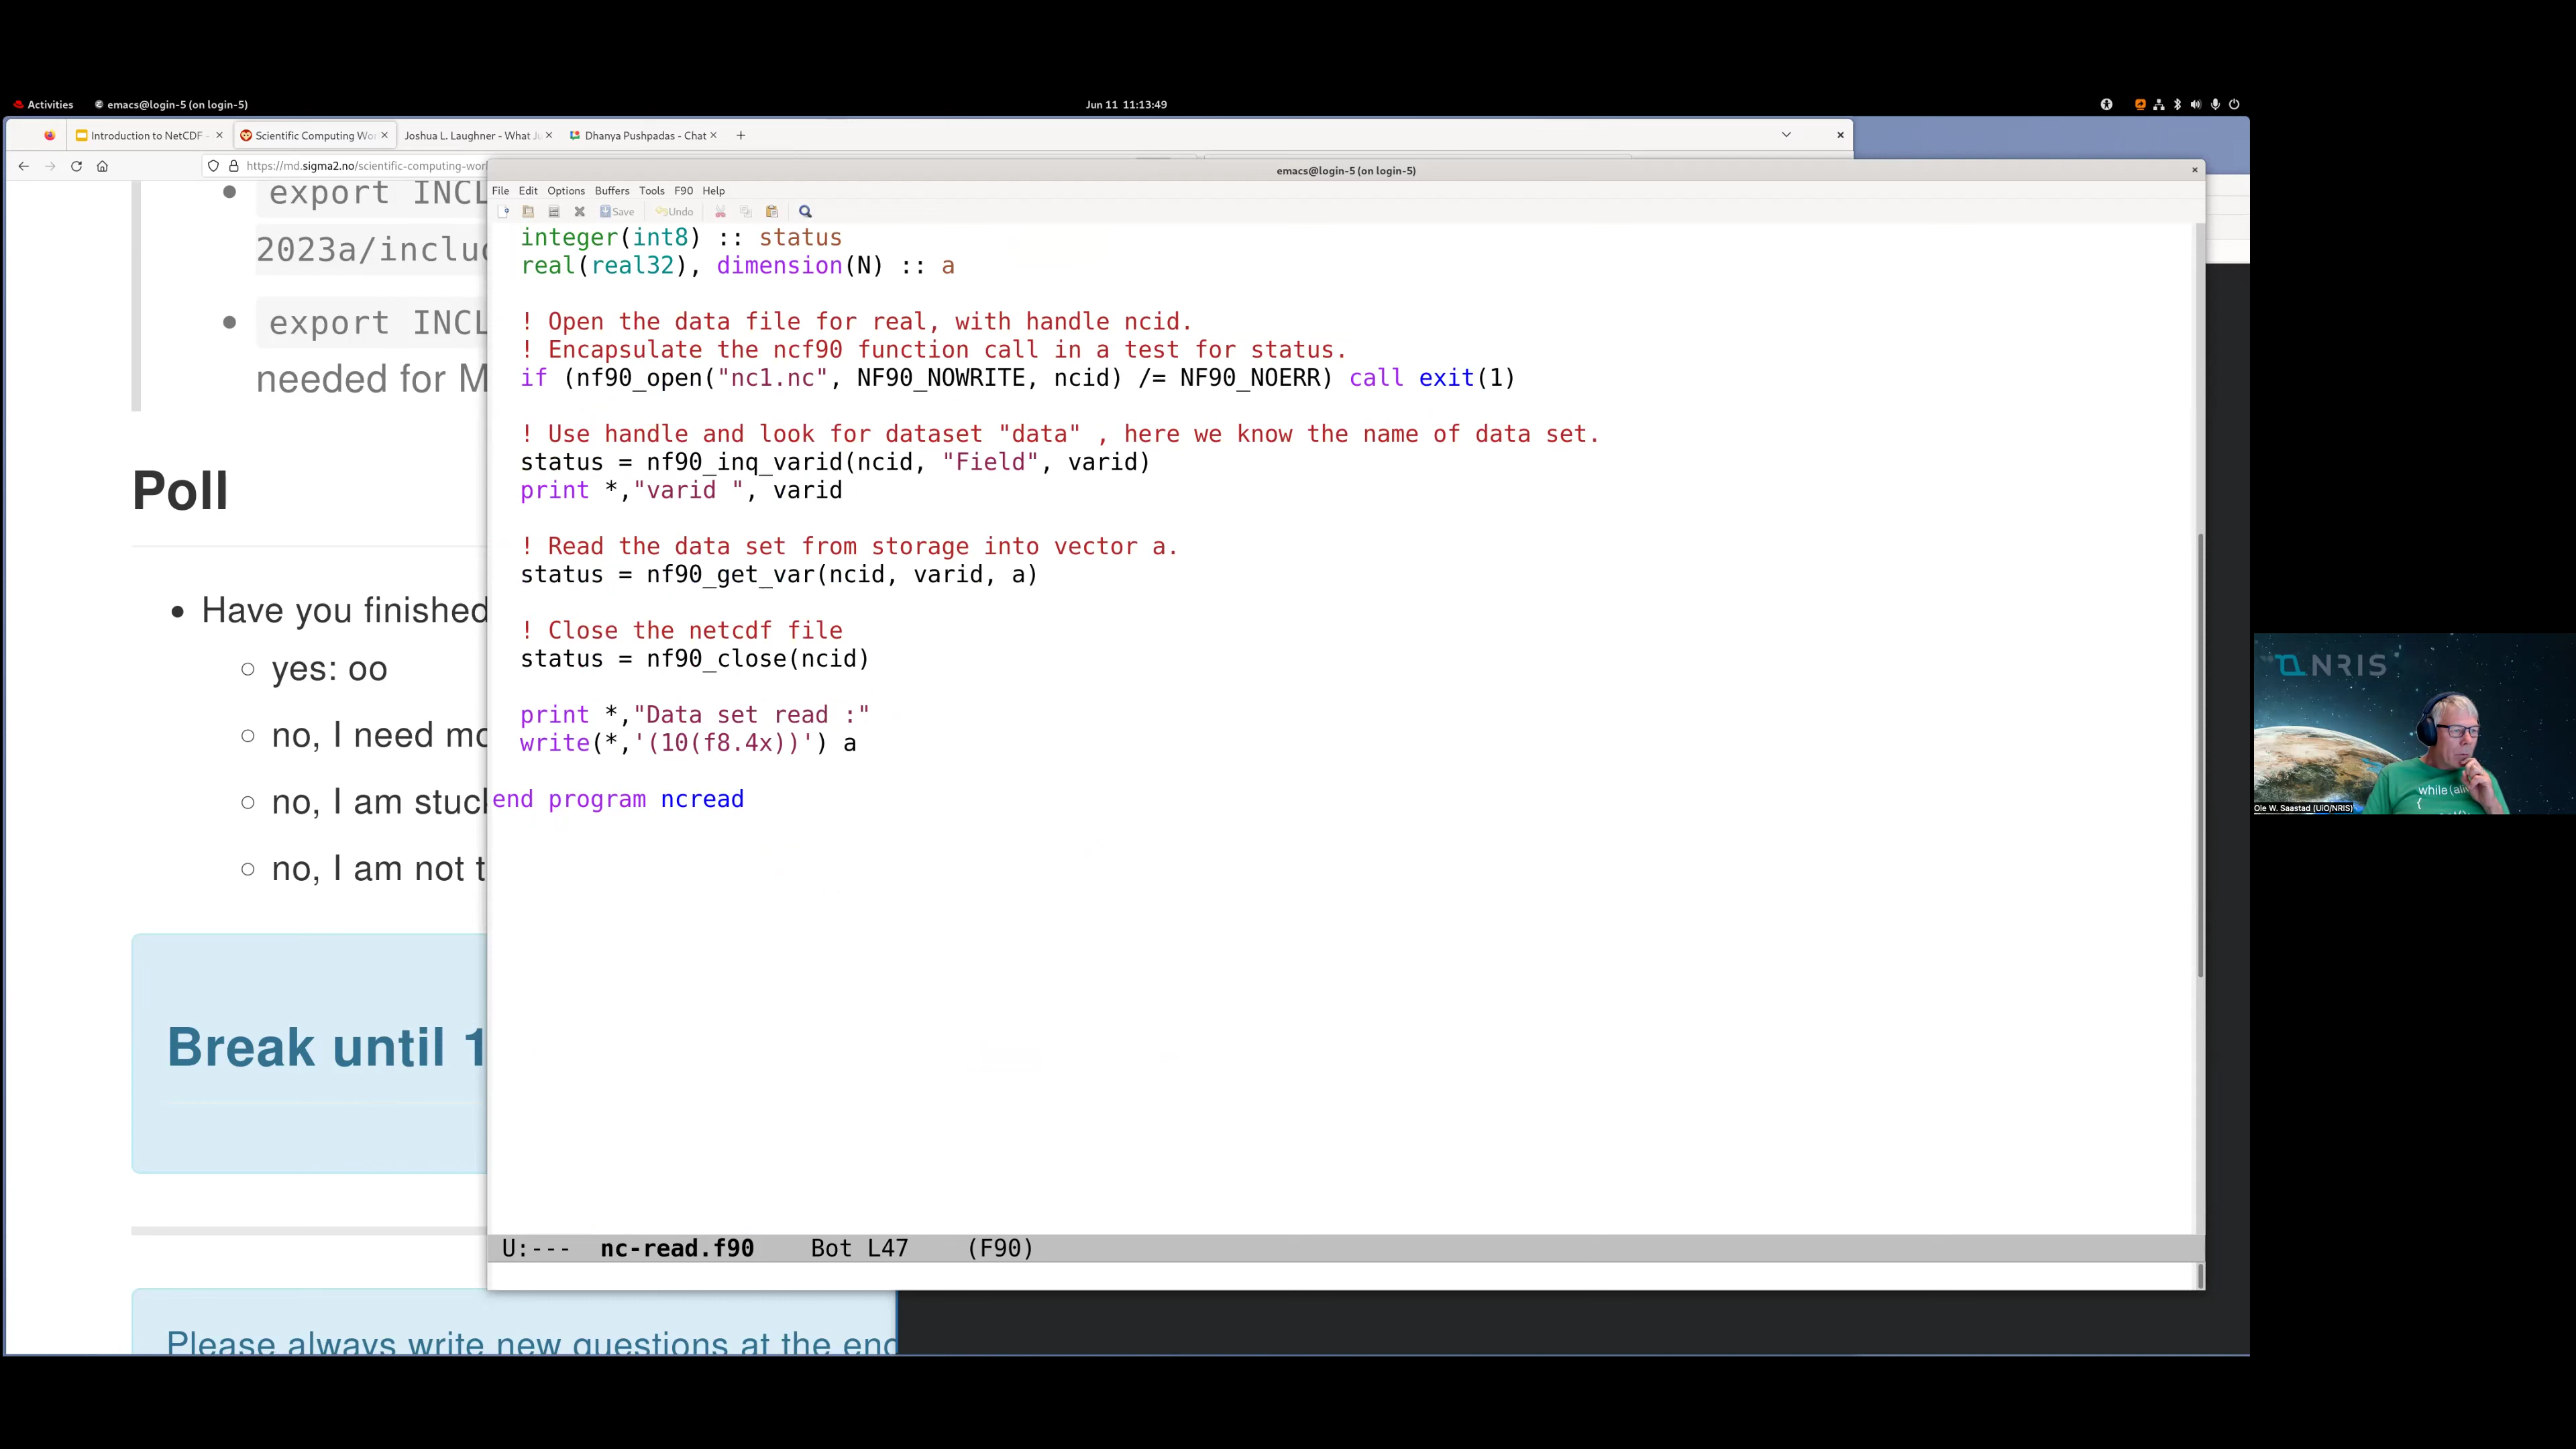 Activities
emacs@login-5 (on login-5)
Jun 11 11:13:49
Introduction to NetCDF -
Scientific Computing Wor
Joshua L. Laughner - What Ju
Dhanya Pushpadas - Chat
https://md.sigma2.no/scientific-computing-wor
emacs@login-5 (on login-5)
File Edit Options Buffers Tools F90 Help
Save
Undo
export INCL
2023a/includ
export INCL
needed for M
Poll
Have you finished
yes: oo
no, I need mo
no, I am stuck
no, I am not t
Break until 1
Please always write new questions at the end
integer(int8) :: status
real(real32), dimension(N) :: a
! Open the data file for real, with handle ncid.
! Encapsulate the ncf90 function call in a test for status.
if (nf90_open("nc1.nc", NF90_NOWRITE, ncid) /= NF90_NOERR) call exit(1)
! Use handle and look for dataset "data" , here we know the name of data set.
status = nf90_inq_varid(ncid, "Field", varid)
print *,"varid ", varid
! Read the data set from storage into vector a.
status = nf90_get_var(ncid, varid, a)
! Close the netcdf file
status = nf90_close(ncid)
print *,"Data set read :"
write(*,'(10(f8.4x))') a
end program ncread
U:--- nc-read.f90 Bot L47 (F90)
NRIS
while(ali
{
Ole W. Saastad (UiO/NRIS)